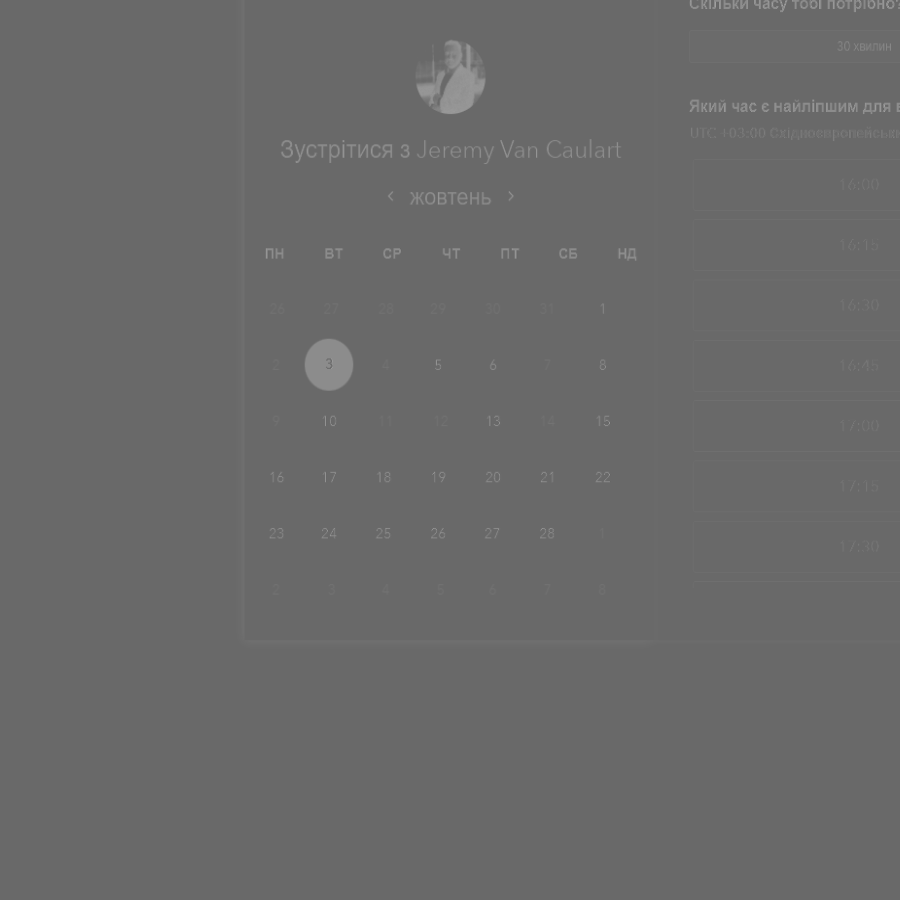 Зустрітися з Jeremy Van Caulart
жовтень
ПН ВТ СР ЧТ ПТ СБ НД
26 27 28 29 30 31 1
2 3 4 5 6 7 8
9 10 11 12 13 14 15
16 17 18 19 20 21 22
23 24 25 26 27 28 1
2 3 4 5 6 7 8
Скільки часу тобі потрібно?
30 хвилин
Який час є найліпшим для
UTC +03:00
16:00
16:15
16:30
16:45
17:00
17:15
17:30